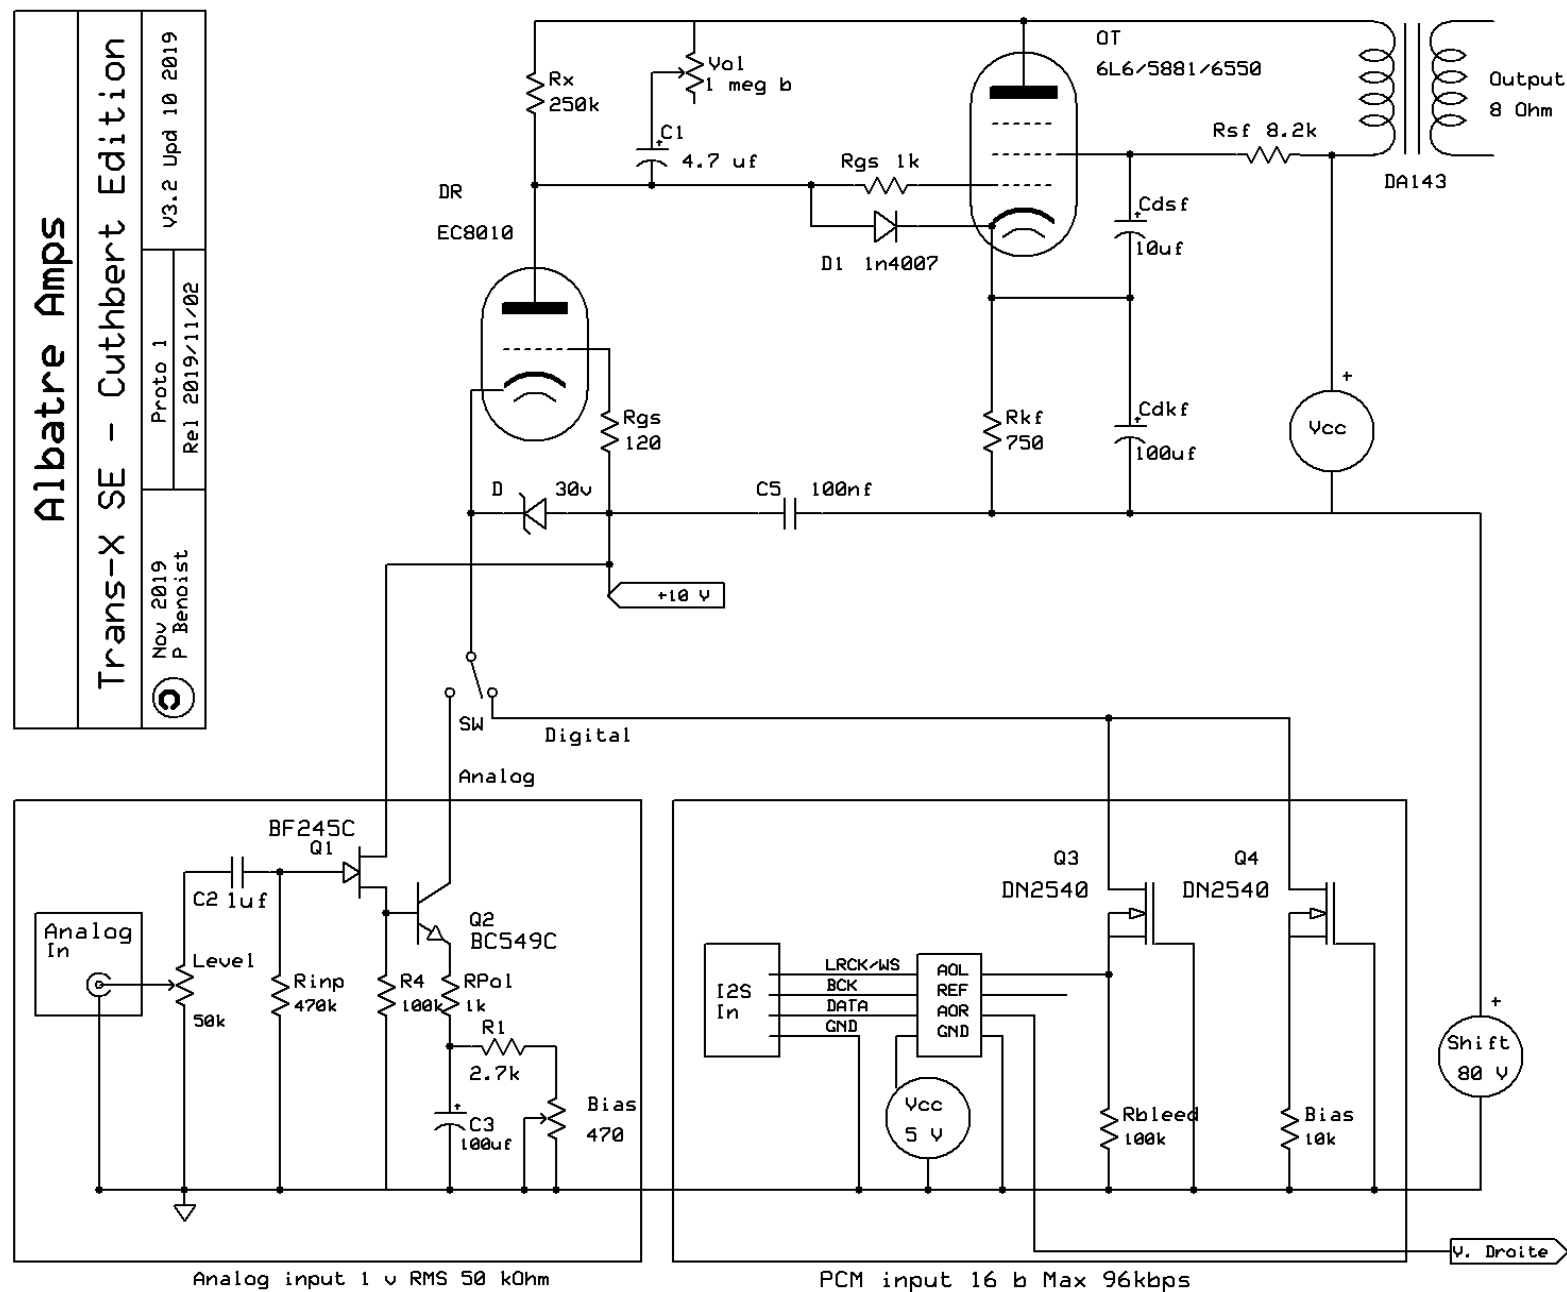 Albatre Amps
Trans-X SE - Cuthbert Edition
V3.2 Upd 10 2019
Proto 1
Rel 2019/11/02
Nov 2019
P Benoist
C
Rx
250k
Vol
1 meg b
C1
+
4.7 uf
OT
6L6/5881/6550
Output
8 Ohm
Rsf 8.2k
DA143
Rgs 1k
DR
EC8010
D1 1n4007
+
Cdsf
10uf
Rgs
120
Rkf
750
+
Cdkf
100uf
+
Vcc
D
30v
C5
100nf
+10 V
SW
Digital
Analog
BF245C
Q1
C2
1uf
Q2
BC549C
Analog
In
Level
50k
Rinp
470k
R4
100k
RPol
1k
R1
2.7k
+
C3
100uf
Bias
470
Analog input 1 v RMS 50 kOhm
Q3
DN2540
Q4
DN2540
I2S
In
LRCK/WS
BCK
DATA
GND
AOL
REF
AOR
GND
Vcc
5 V
Rbleed
100k
Bias
10k
+
Shift
80 V
V. Droite
PCM input 16 b Max 96kbps